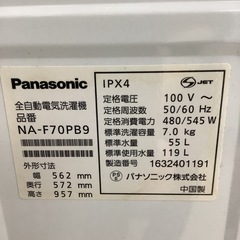 Panasonic
全自動電気洗濯機
品番
NA-F70PB9
外形寸法
幅 562 mm
奥行 572 mm
高さ 957 mm
IPX4
S JET
定格電圧 100 V～
定格周波数 50/60 Hz
定格消費電力 480/545 W
標準洗濯容量 7.0 kg
標準水量 55 L
標準使用水量 119 L
製造番号 1632401191
PS E
パナソニック株式会社
中国製